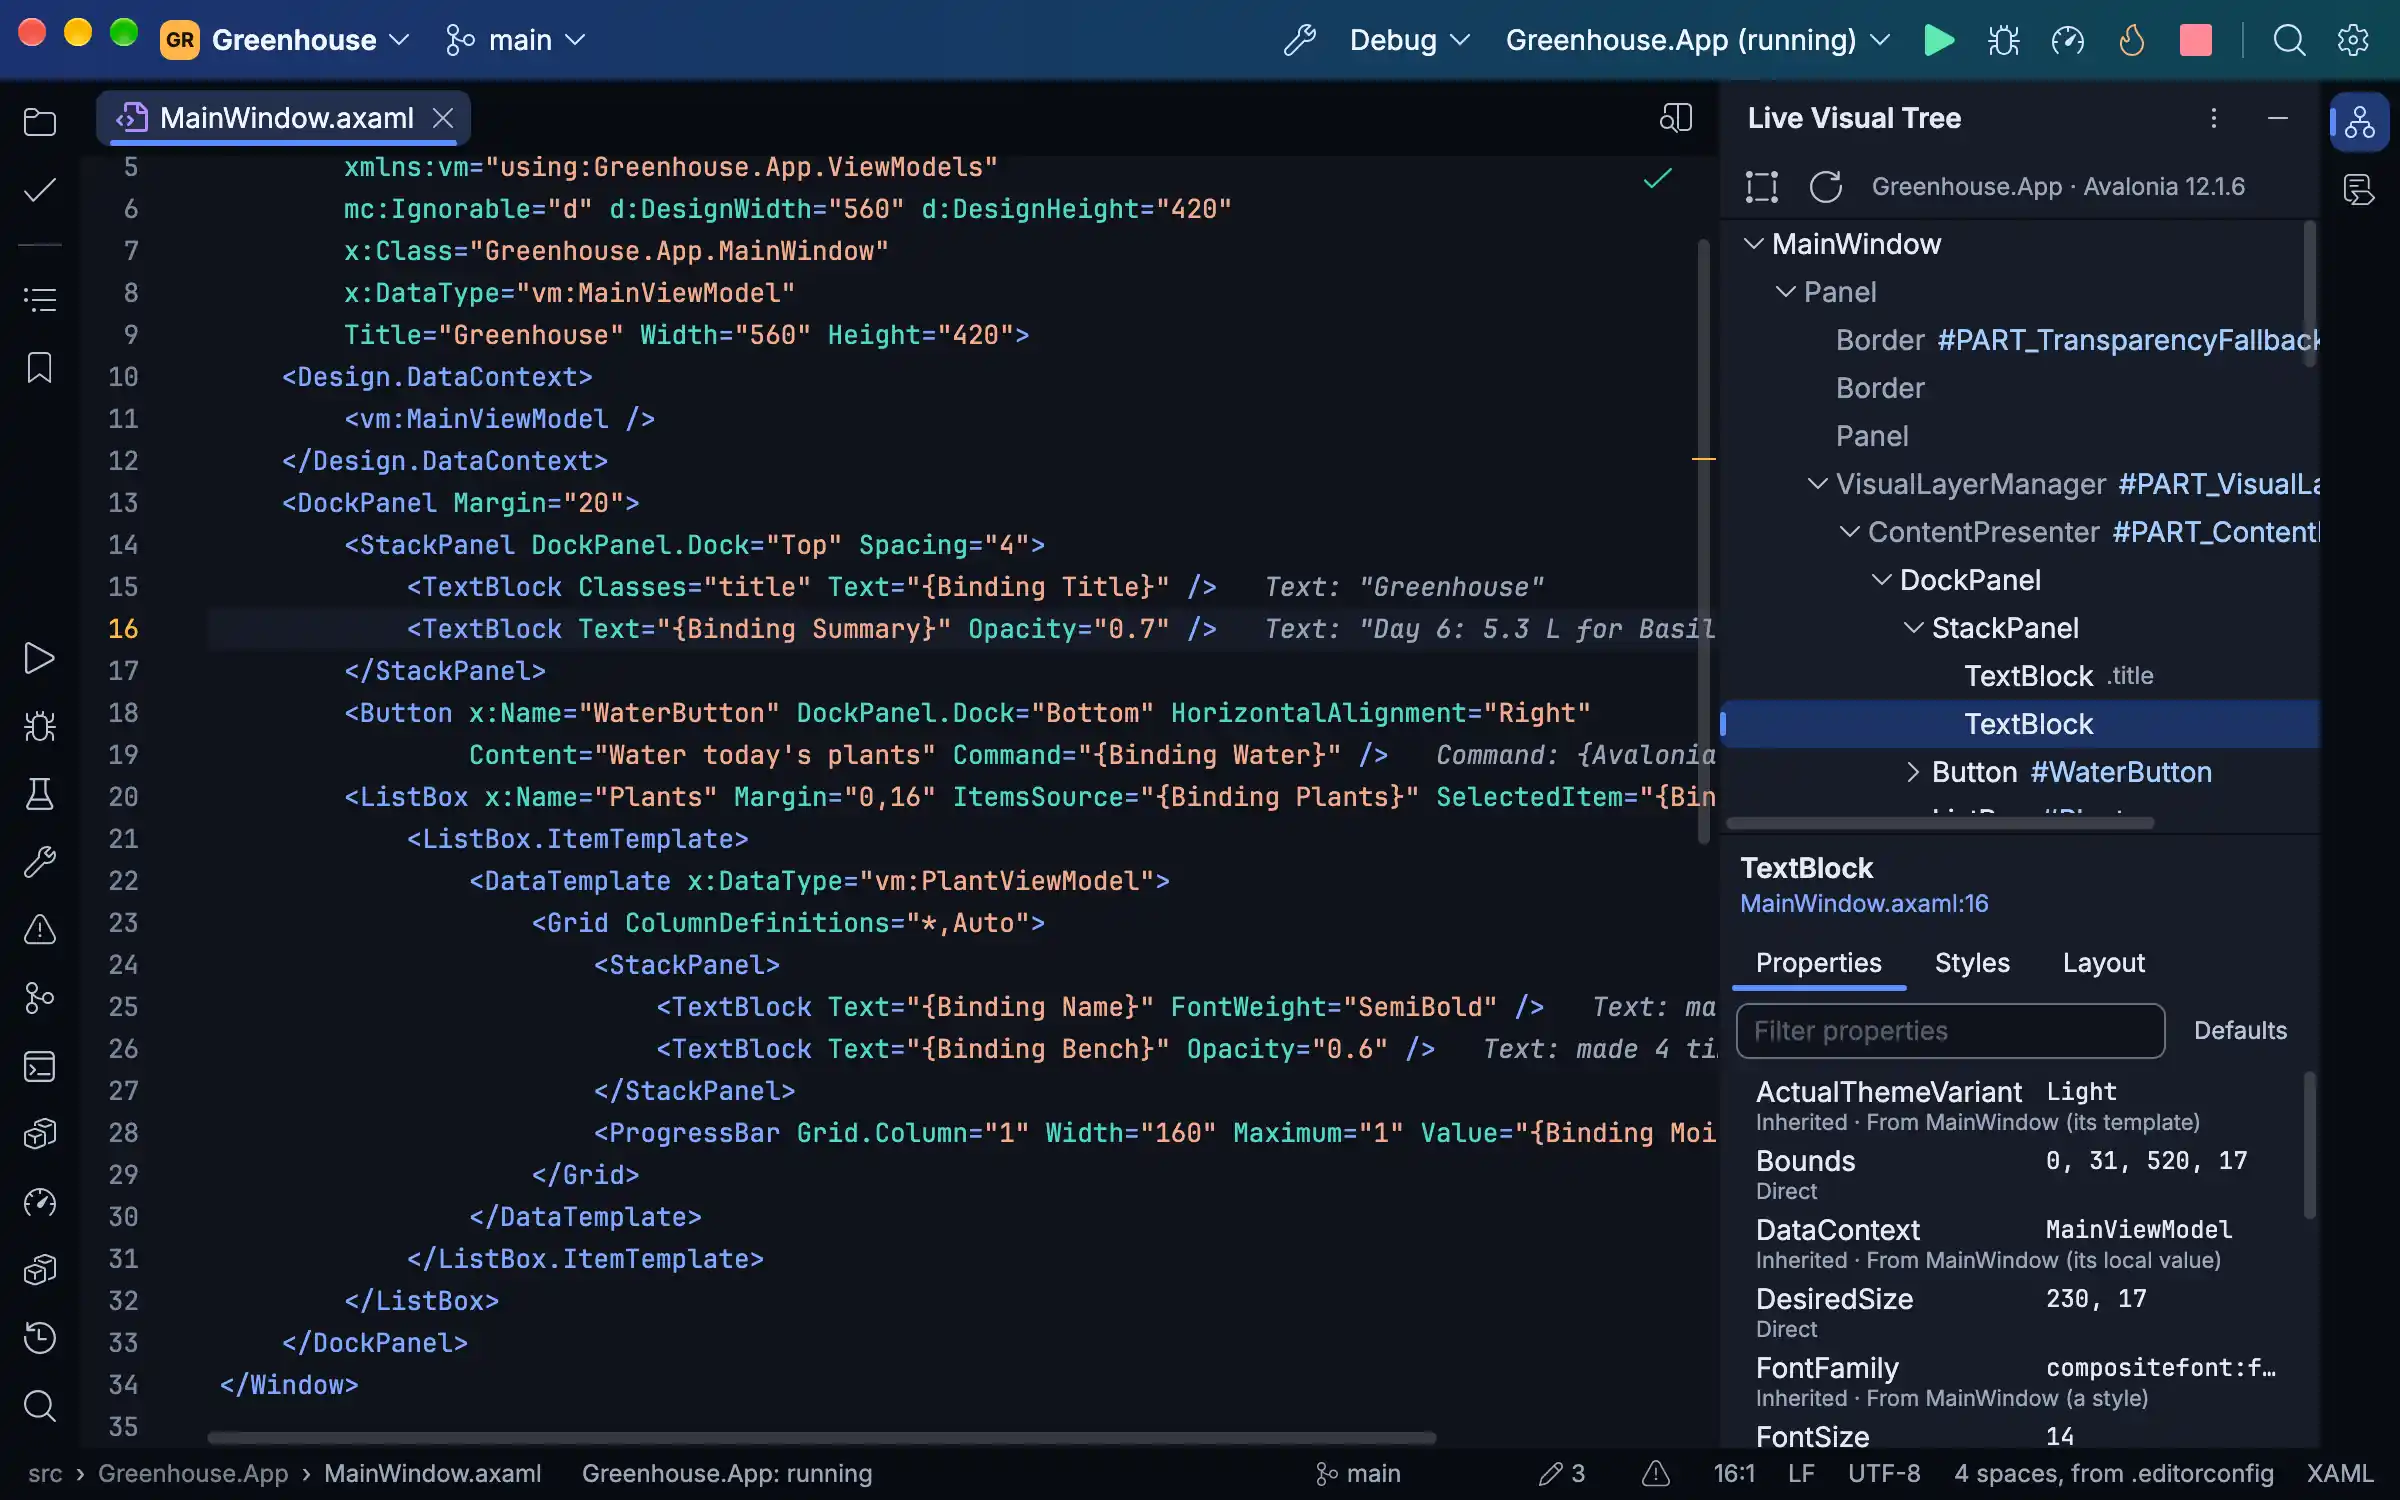 GR Greenhouse main Debug Greenhouse.App (running)
MainWindow.axaml
5 xmlns:vm="using:Greenhouse.App.ViewModels"
6 mc:Ignorable="d" d:DesignWidth="560" d:DesignHeight="420"
7 x:Class="Greenhouse.App.MainWindow"
8 x:DataType="vm:MainViewModel"
9 Title="Greenhouse" Width="560" Height="420">
10 <Design.DataContext>
11 <vm:MainViewModel />
12 </Design.DataContext>
13 <DockPanel Margin="20">
14 <StackPanel DockPanel.Dock="Top" Spacing="4">
15 <TextBlock Classes="title" Text="{Binding Title}" /> Text: "Greenhouse"
16 <TextBlock Text="{Binding Summary}" Opacity="0.7" /> Text: "Day 6: 5.3 L for Basil
17 </StackPanel>
18 <Button x:Name="WaterButton" DockPanel.Dock="Bottom" HorizontalAlignment="Right"
19 Content="Water today's plants" Command="{Binding Water}" /> Command: {Avalonia
20 <ListBox x:Name="Plants" Margin="0,16" ItemsSource="{Binding Plants}" SelectedItem="{Bin
21 <ListBox.ItemTemplate>
22 <DataTemplate x:DataType="vm:PlantViewModel">
23 <Grid ColumnDefinitions="*,Auto">
24 <StackPanel>
25 <TextBlock Text="{Binding Name}" FontWeight="SemiBold" /> Text: ma
26 <TextBlock Text="{Binding Bench}" Opacity="0.6" /> Text: made 4 ti
27 </StackPanel>
28 <ProgressBar Grid.Column="1" Width="160" Maximum="1" Value="{Binding Moi
29 </Grid>
30 </DataTemplate>
31 </ListBox.ItemTemplate>
32 </ListBox>
33 </DockPanel>
34 </Window>
35
Live Visual Tree
Greenhouse.App · Avalonia 12.1.6
MainWindow
Panel
Border #PART_TransparencyFallback
Border
Panel
VisualLayerManager #PART_VisualLa
ContentPresenter #PART_Content
DockPanel
StackPanel
TextBlock .title
TextBlock
Button #WaterButton
TextBlock
MainWindow.axaml:16
Properties Styles Layout
Filter properties Defaults
ActualThemeVariant Light
Inherited · From MainWindow (its template)
Bounds 0, 31, 520, 17
Direct
DataContext MainViewModel
Inherited · From MainWindow (its local value)
DesiredSize 230, 17
Direct
FontFamily compositefont:f…
Inherited · From MainWindow (a style)
FontSize 14
src › Greenhouse.App › MainWindow.axaml Greenhouse.App: running main 3 16:1 LF UTF-8 4 spaces, from .editorconfig XAML